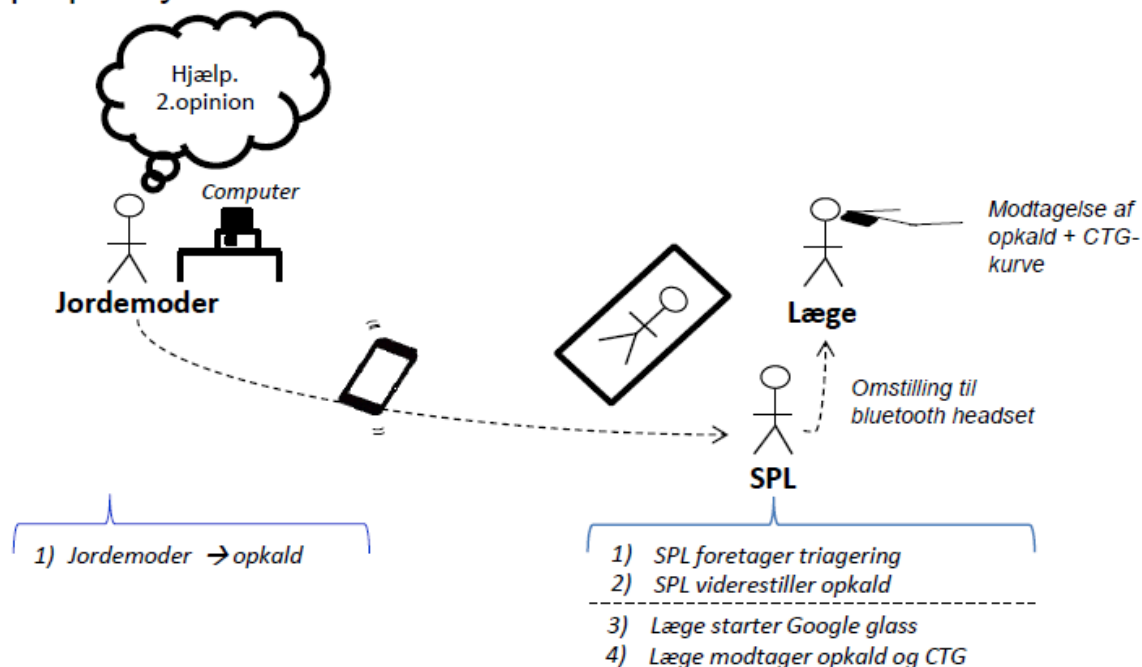 Hjælp.
2.opinion
Computer
Jordemoder
Modtagelse af
opkald + CTG-
kurve
Læge
Omstilling til
bluetooth headset
SPL
1) Jordemoder → opkald
1) SPL foretager triagering
2) SPL viderestiller opkald
3) Læge starter Google glass
4) Læge modtager opkald og CTG